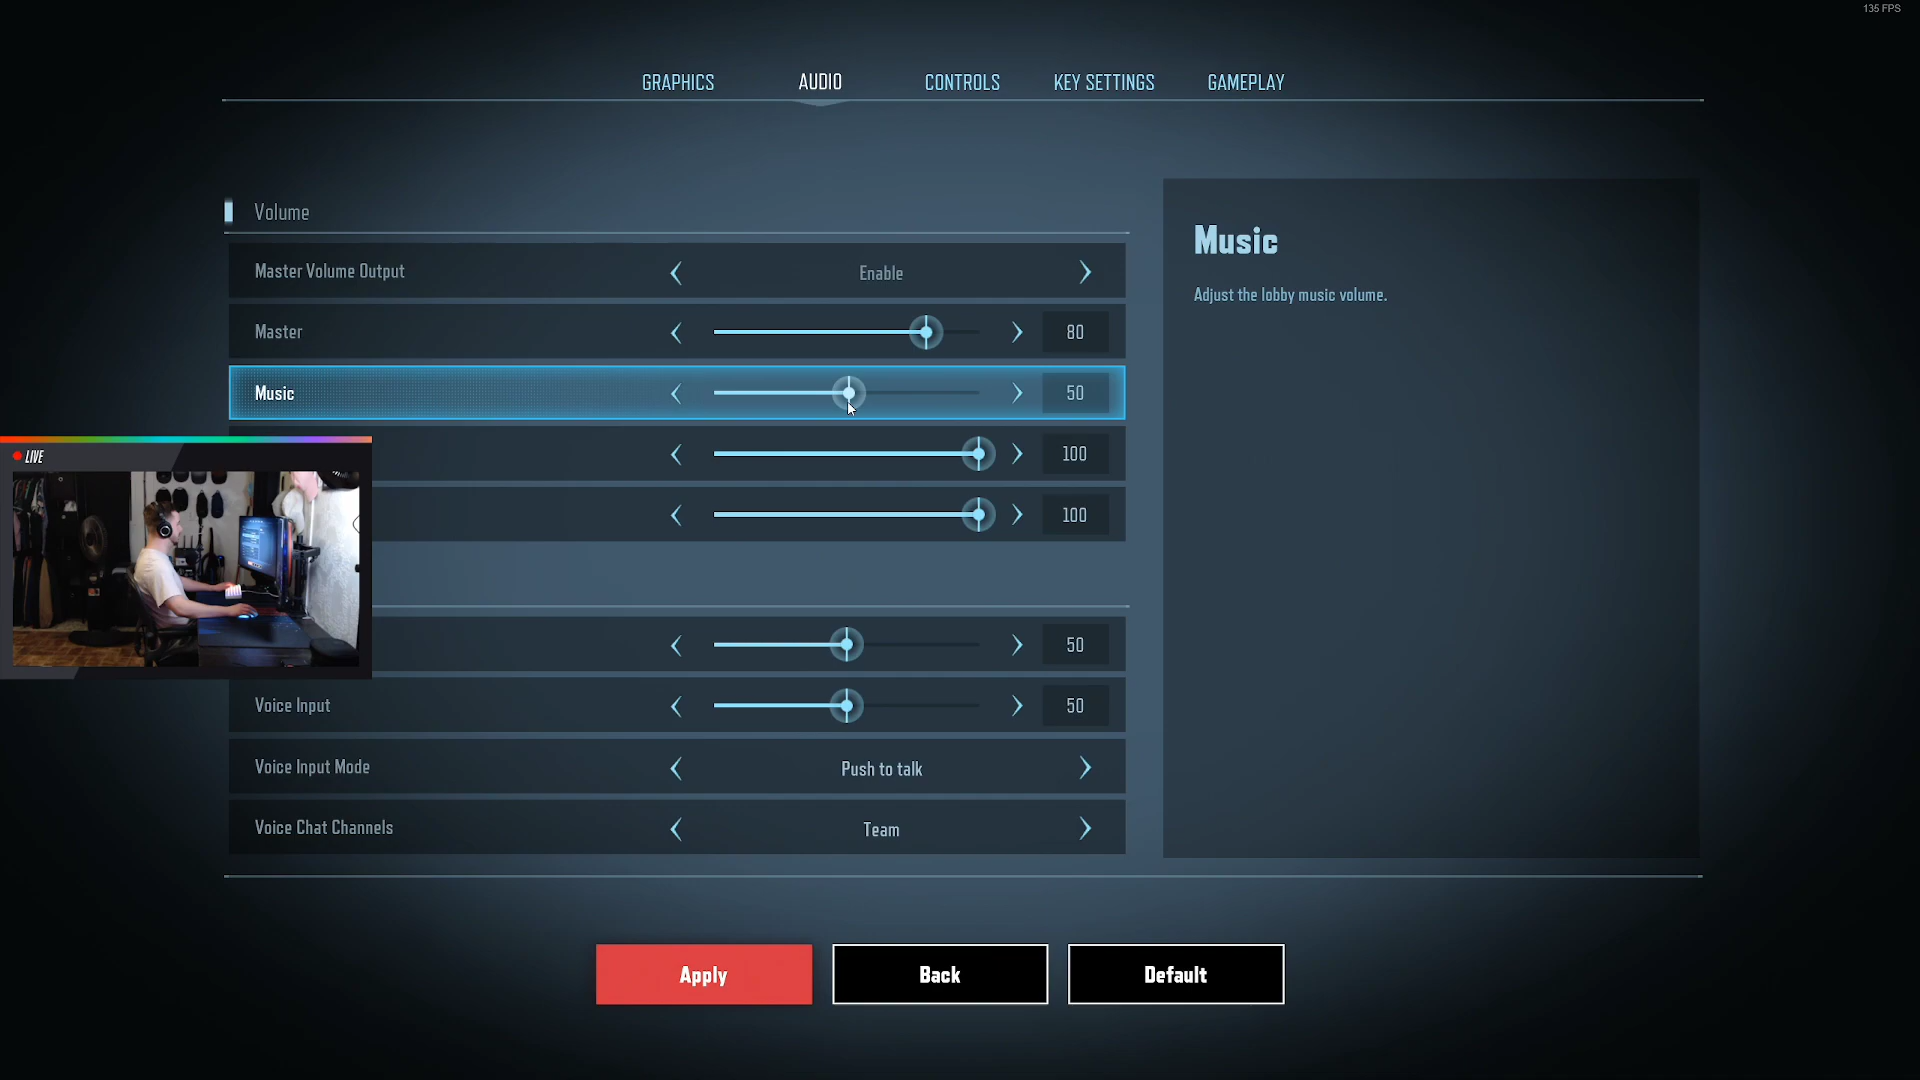 135 FPS
GRAPHICS
AUDIO
CONTROLS
KEY SETTINGS
GAMEPLAY
Volume
Master Volume Output
Enable
Master
80
Music
50
100
100
50
Voice Input
50
Voice Input Mode
Push to talk
Voice Chat Channels
Team
Music
Adjust the lobby music volume.
LIVE
Apply
Back
Default